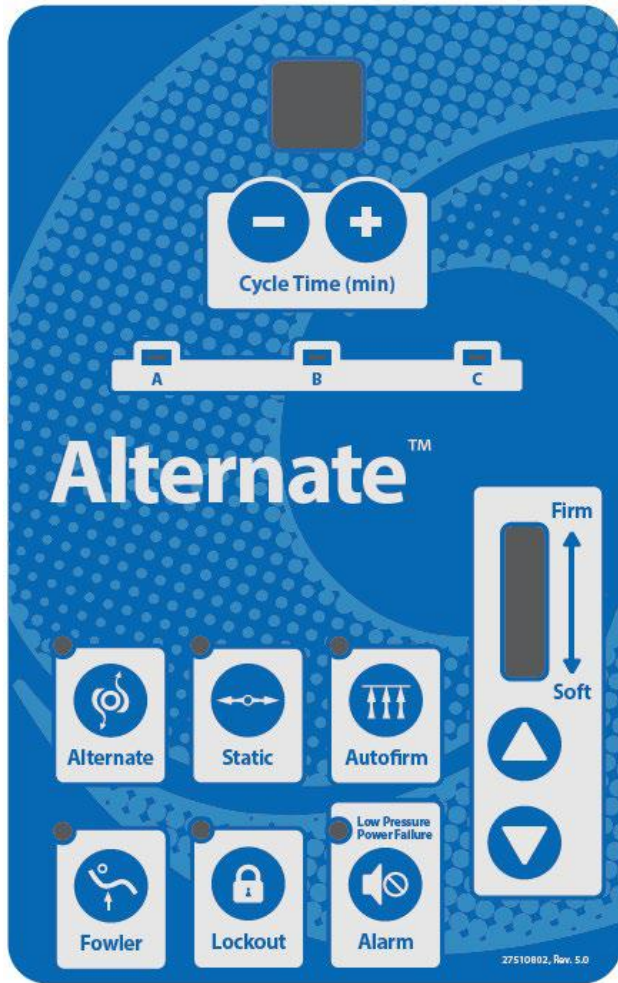 - +
Cycle Time (min)
A B C
Alternate™
Firm
Soft
Alternate Static Autofirm
Low Pressure
Power Failure
Fowler Lockout Alarm
27510802, Rev. 5.0